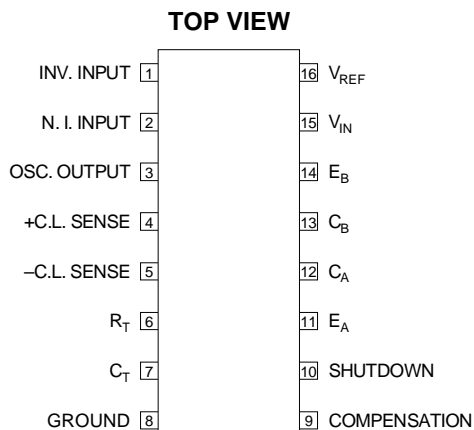 TOP VIEW
INV. INPUT 1 16 VREF
N. I. INPUT 2 15 VIN
OSC. OUTPUT 3 14 EB
+C.L. SENSE 4 13 CB
–C.L. SENSE 5 12 CA
RT 6 11 EA
CT 7 10 SHUTDOWN
GROUND 8 9 COMPENSATION